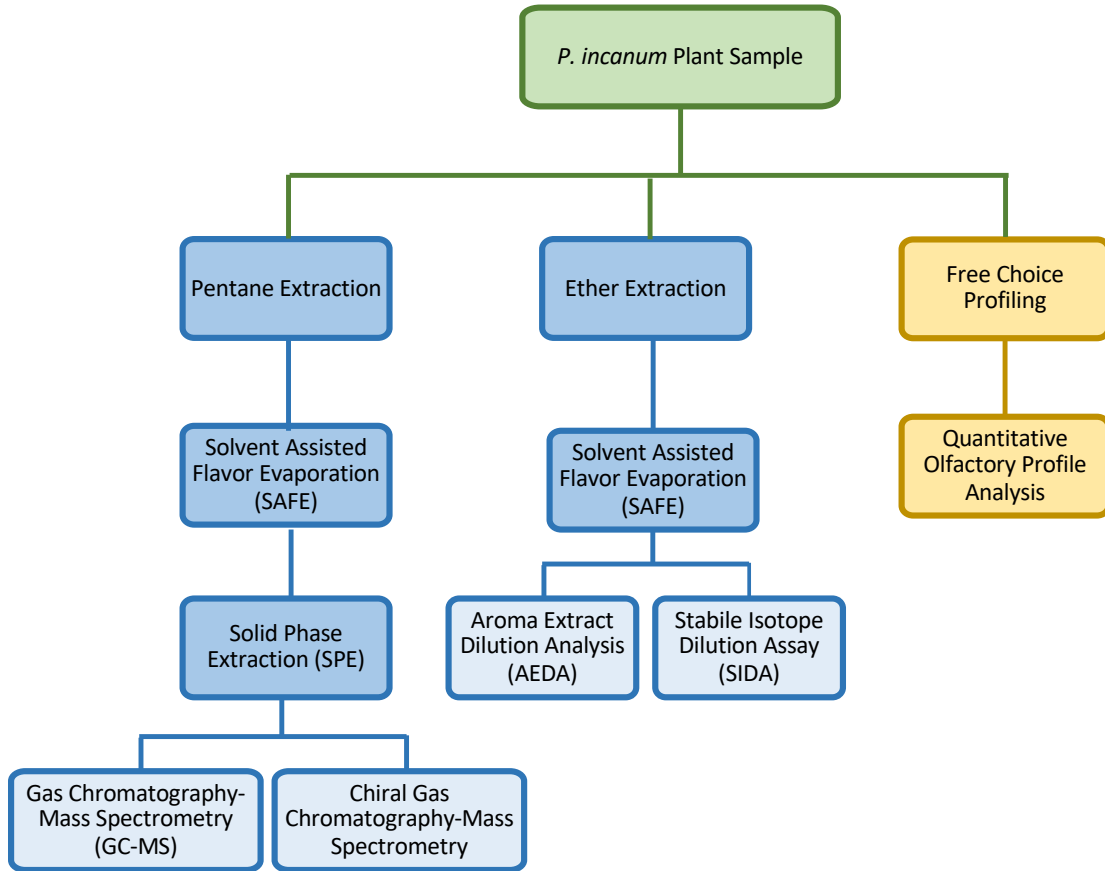 P. incanum Plant Sample
Pentane Extraction
Ether Extraction
Free Choice
Profiling
Solvent Assisted
Flavor Evaporation
(SAFE)
Solvent Assisted
Flavor Evaporation
(SAFE)
Quantitative
Olfactory Profile
Analysis
Solid Phase
Extraction (SPE)
Aroma Extract
Dilution Analysis
(AEDA)
Stabile Isotope
Dilution Assay
(SIDA)
Gas Chromatography-
Mass Spectrometry
(GC-MS)
Chiral Gas
Chromatography-Mass
Spectrometry